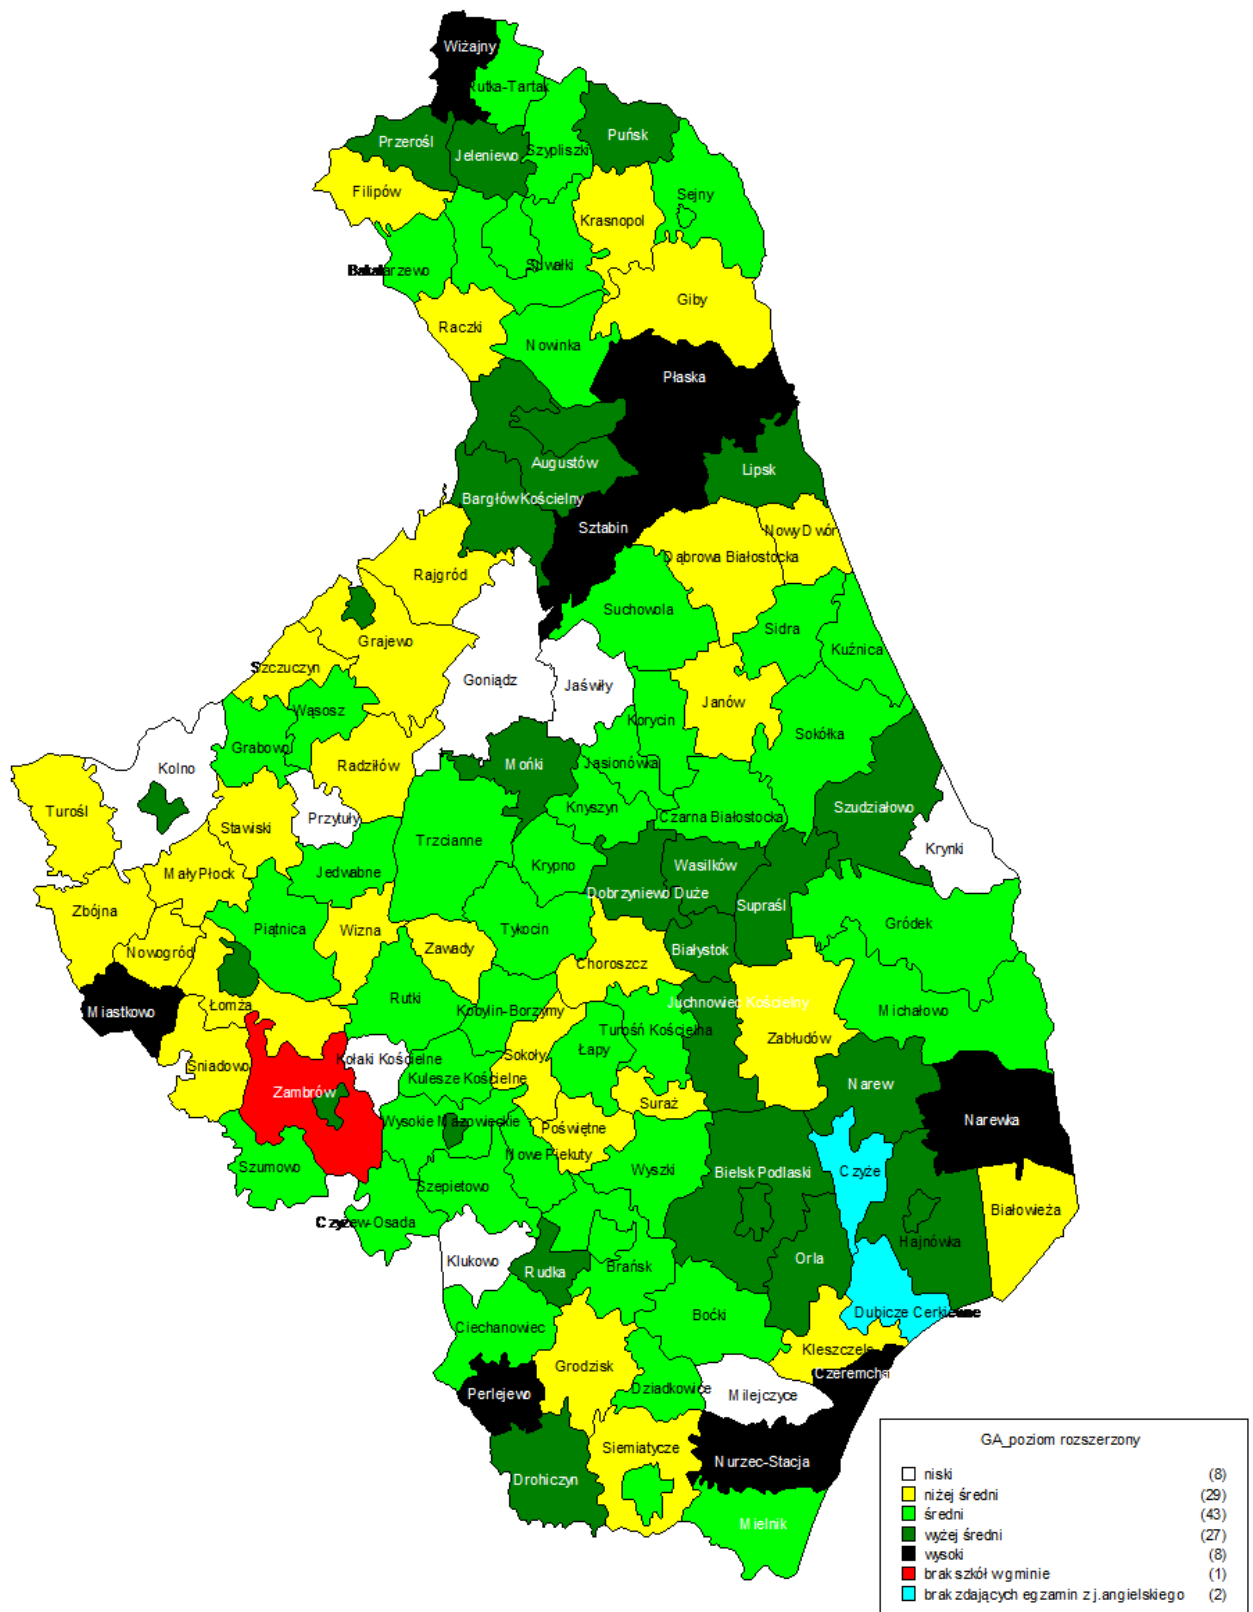 Wiżajny
Rutka-Tartak
Puńsk
Przerośl
Jeleniewo
Szypliszki
Filipów
Sejny
Krasnopol
Suwałki
Bakałarzewo
Giby
Raczki
Nowinka
Płaska
Augustów
Lipsk
Bargłów Kościelny
Sztabin
Nowy Dwór
Dąbrowa Białostocka
Rajgród
Suchowola
Sidra
Grajewo
Kuźnica
Szczuczyn
Goniądz
Jaświły
Janów
Wąsosz
Korycin
Sokółka
Grabowo
Kolno
Radziłów
Mońki
Jasionówka
Turośl
Knyszyn
Szudziałowo
Przytuły
Czarna Białostocka
Stawiski
Trzcianne
Krynki
Krypno
Wasilków
Mały Płock
Jedwabne
Dobrzyniewo Duże
Supraśl
Zbójna
Piątnica
Wizna
Tykocin
Gródek
Nowogród
Zawady
Białystok
Choroszcz
Rutki
Juchnowiec Kościelny
Łomża
Miastkowo
Kobylin-Borzymy
Michałowo
Turośń Kościelna
Zabłudów
Sokoły
Łapy
Kołaki Kościelne
Śniadowo
Kulesze Kościelne
Narew
Zambrów
Suraż
Wysokie Mazowieckie
Narewka
Poświętne
Nowe Piekuty
Szumowo
Wyszki
Bielsk Podlaski
Czyże
Szepietowo
Białowieża
Czyżew-Osada
Hajnówka
Klukowo
Rudka
Brańsk
Orla
Boćki
Dubicze Cerkiewne
Ciechanowiec
Kleszczele
Grodzisk
Czeremcha
Dziadkowice
Perlejewo
Milejczyce
Siemiatycze
Nurzec-Stacja
Drohiczyn
Mielnik
GA_poziom rozszerzony
niski (8)
niżej średni (29)
średni (43)
wyżej średni (27)
wysoki (8)
brak szkół w gminie (1)
brak zdających egzamin z j.angielskiego (2)